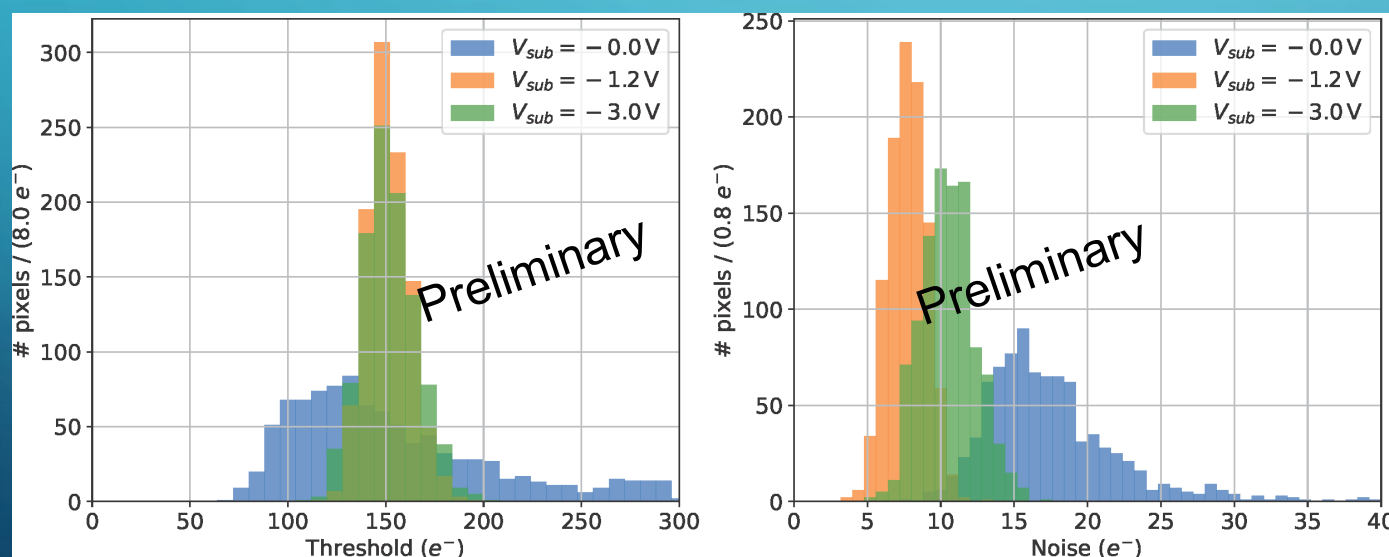 # pixels / (8.0 e⁻)
300
250
200
150
100
50
0
V_sub = − 0.0 V
V_sub = − 1.2 V
V_sub = − 3.0 V
Preliminary
0 50 100 150 200 250 300
Threshold (e⁻)
# pixels / (0.8 e⁻)
250
200
150
100
50
0
V_sub = − 0.0 V
V_sub = − 1.2 V
V_sub = − 3.0 V
Preliminary
0 5 10 15 20 25 30 35 40
Noise (e⁻)